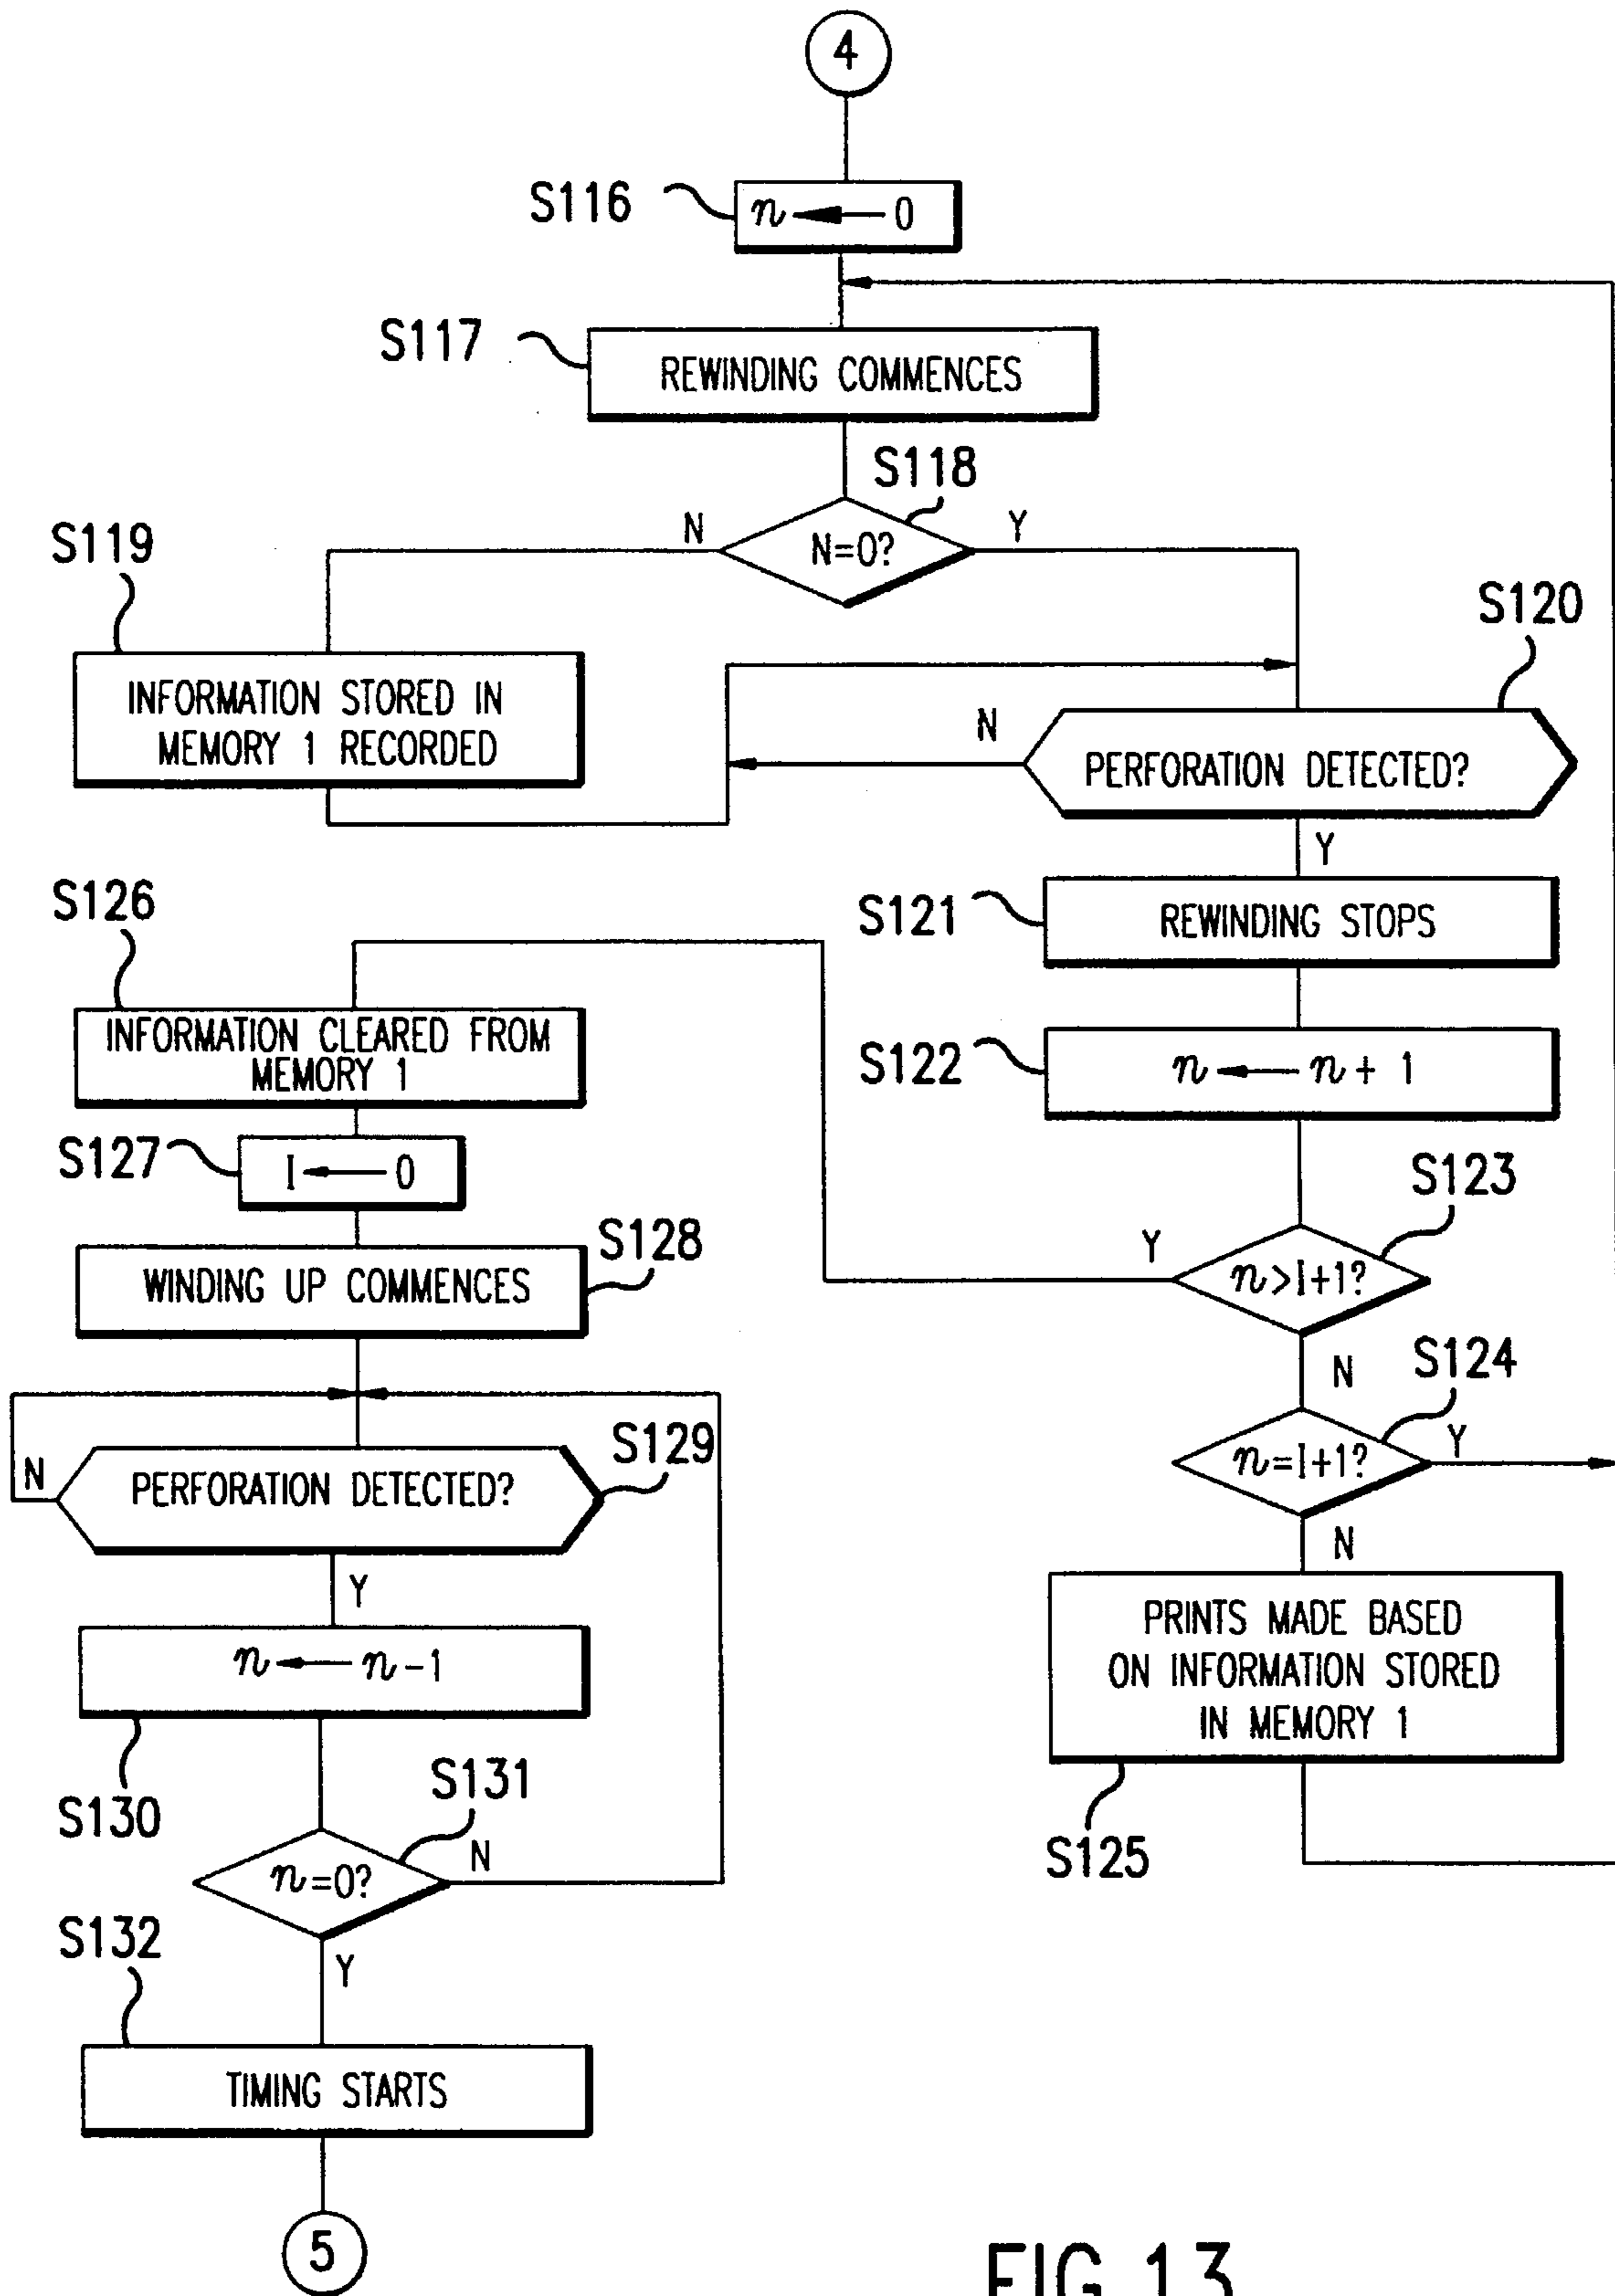 4
S116
n ← 0
S117
REWINDING COMMENCES
S118
N
N=0?
Y
S119
INFORMATION STORED IN
MEMORY 1 RECORDED
S120
N
PERFORATION DETECTED?
Y
S121
REWINDING STOPS
S122
n ← n + 1
S123
Y
n>I+1?
N
S124
n=I+1?
Y
N
PRINTS MADE BASED
ON INFORMATION STORED
IN MEMORY 1
S125
S126
INFORMATION CLEARED FROM
MEMORY 1
S127
I ← 0
S128
WINDING UP COMMENCES
S129
N
PERFORATION DETECTED?
Y
n ← n-1
S130
S131
n=0?
N
Y
S132
TIMING STARTS
5
FIG.13